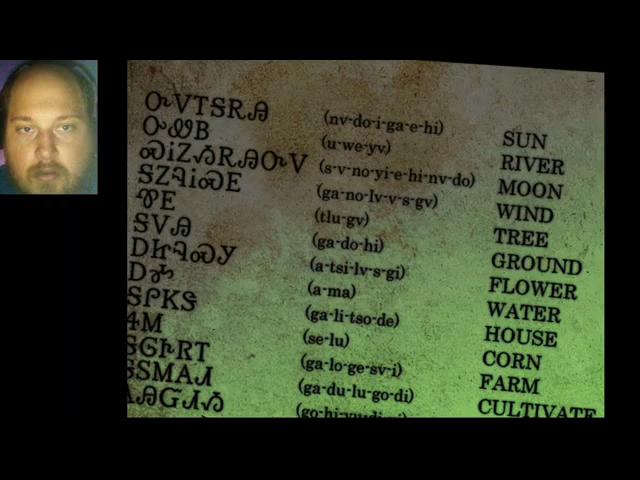 ᏅᏙᎢᎦᎡᎯ (nv-do-i-ga-e-hi) SUN
ᎤᏪᏴ (u-we-yv) RIVER
ᏍᎥᏃᏱᎡᎯᏅᏙ (s-v-no-yi-e-hi-nv-do) MOON
ᎦᏃᎸᎥᏍᎬ (ga-no-lv-v-s-gv) WIND
ᏡᎬ (tlu-gv) TREE
ᎦᏙᎯ (ga-do-hi) GROUND
ᎠᏥᎸᏍᎩ (a-tsi-lv-s-gi) FLOWER
ᎠᎹ (a-ma) WATER
ᎦᎵᏦᏕ (ga-li-tso-de) HOUSE
ᏎᎷ (se-lu) CORN
ᎦᎶᎨᎡᎢ (ga-lo-ge-sv-i) FARM
ᎦᏚᎷᎪᏗ (ga-du-lu-go-di) CULTIVATE